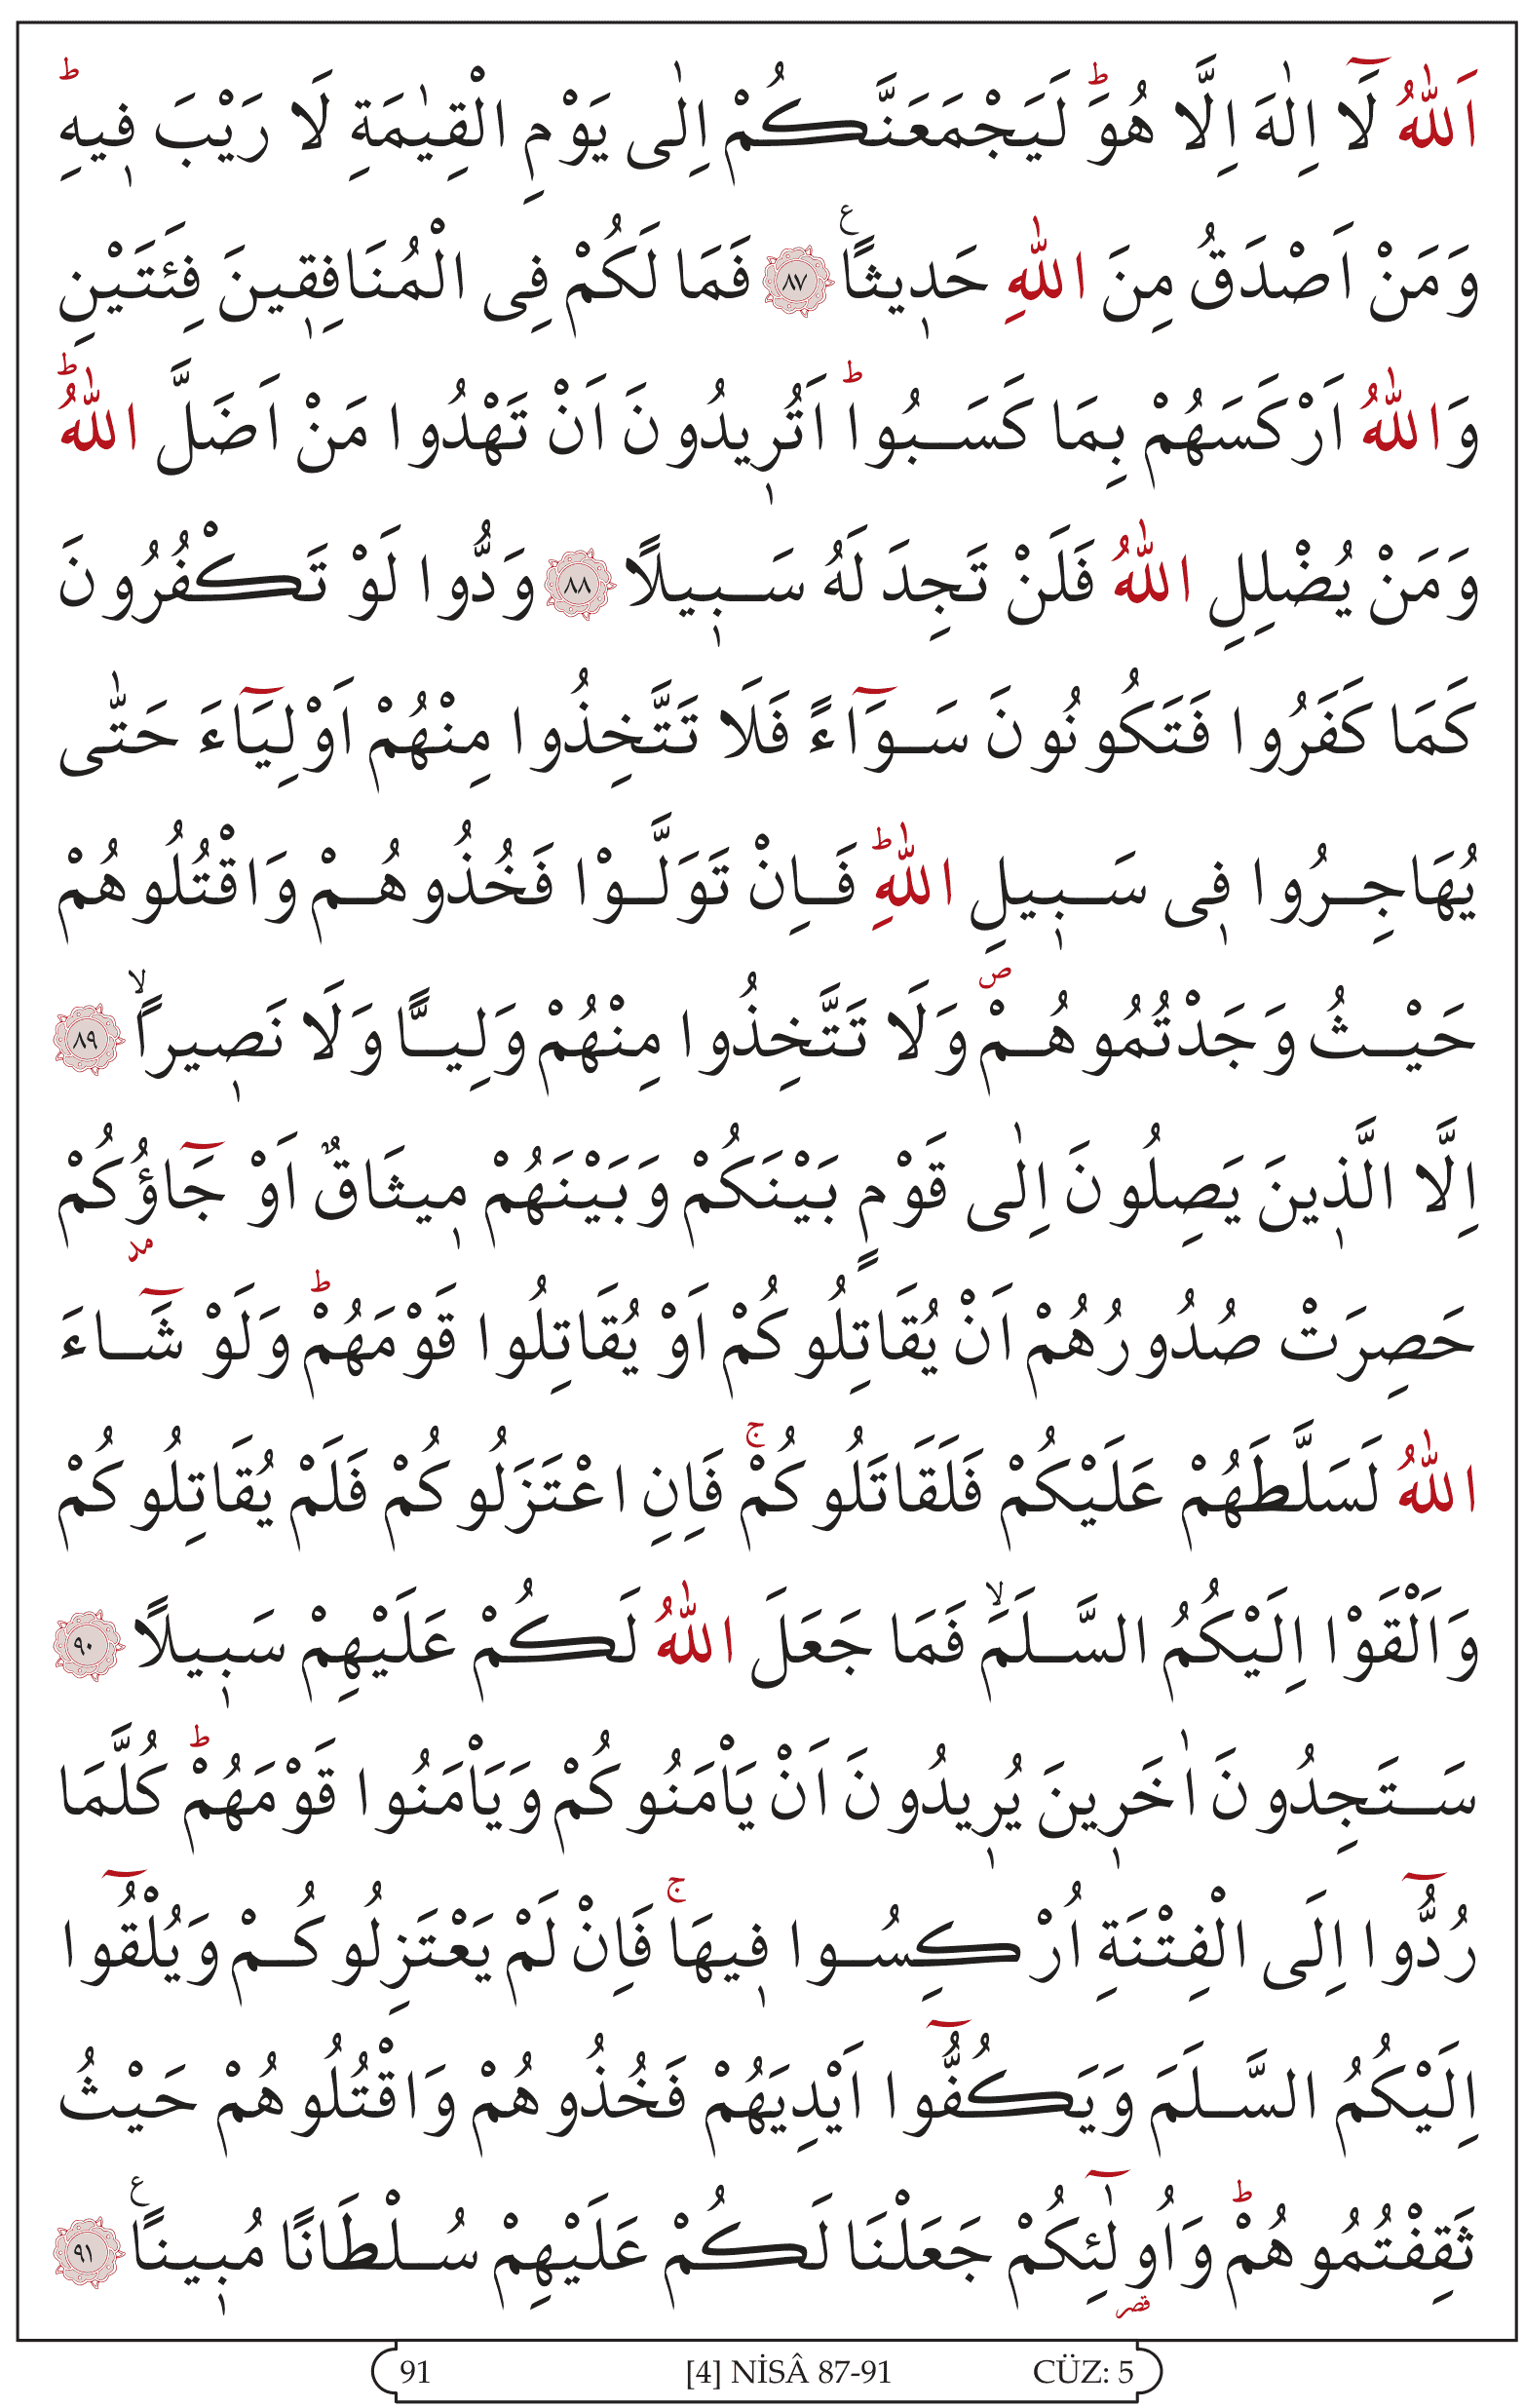 اَللّٰهُ لَٓا اِلٰهَ اِلَّا هُوَۜ لَيَجْمَعَنَّكُمْ اِلٰى يَوْمِ الْقِيٰمَةِ لَا رَيْبَ ف۪يهِۜ
وَمَنْ اَصْدَقُ مِنَ اللّٰهِ حَد۪يثًا۟ ﴿٨٧﴾ فَمَا لَكُمْ فِى الْمُنَافِق۪ينَ فِئَتَيْنِ
وَاللّٰهُ اَرْكَسَهُمْ بِمَا كَسَبُواۜ اَتُر۪يدُونَ اَنْ تَهْدُوا مَنْ اَضَلَّ اللّٰهُۜ
وَمَنْ يُضْلِلِ اللّٰهُ فَلَنْ تَجِدَ لَهُ سَب۪يلًا ﴿٨٨﴾ وَدُّوا لَوْ تَكْفُرُونَ
كَمَا كَفَرُوا فَتَكُونُونَ سَوَٓاءً فَلَا تَتَّخِذُوا مِنْهُمْ اَوْلِيَٓاءَ حَتّٰى
يُهَاجِرُوا ف۪ى سَب۪يلِ اللّٰهِۜ فَاِنْ تَوَلَّوْا فَخُذُوهُمْ وَاقْتُلُوهُمْ
حَيْثُ وَجَدْتُمُوهُمْۖ وَلَا تَتَّخِذُوا مِنْهُمْ وَلِيًّا وَلَا نَص۪يرًاۙ ﴿٨٩﴾
اِلَّا الَّذ۪ينَ يَصِلُونَ اِلٰى قَوْمٍ بَيْنَكُمْ وَبَيْنَهُمْ م۪يثَاقٌ اَوْ جَٓاؤُ۫كُمْ
حَصِرَتْ صُدُورُهُمْ اَنْ يُقَاتِلُوكُمْ اَوْ يُقَاتِلُوا قَوْمَهُمْۜ وَلَوْ شَٓاءَ
اللّٰهُ لَسَلَّطَهُمْ عَلَيْكُمْ فَلَقَاتَلُوكُمْۚ فَاِنِ اعْتَزَلُوكُمْ فَلَمْ يُقَاتِلُوكُمْ
وَاَلْقَوْا اِلَيْكُمُ السَّلَمَۙ فَمَا جَعَلَ اللّٰهُ لَكُمْ عَلَيْهِمْ سَب۪يلًا ﴿٩٠﴾
سَتَجِدُونَ اٰخَر۪ينَ يُر۪يدُونَ اَنْ يَاْمَنُوكُمْ وَيَاْمَنُوا قَوْمَهُمْۜ كُلَّمَا
رُدُّٓوا اِلَى الْفِتْنَةِ اُرْكِسُوا ف۪يهَاۚ فَاِنْ لَمْ يَعْتَزِلُوكُمْ وَيُلْقُٓوا
اِلَيْكُمُ السَّلَمَ وَيَكُفُّٓوا اَيْدِيَهُمْ فَخُذُوهُمْ وَاقْتُلُوهُمْ حَيْثُ
ثَقِفْتُمُوهُمْۜ وَاُو۬لٰٓئِكُمْ جَعَلْنَا لَكُمْ عَلَيْهِمْ سُلْطَانًا مُب۪ينًا۟ ﴿٩١﴾
91 [4] NİSÂ 87-91 CÜZ: 5